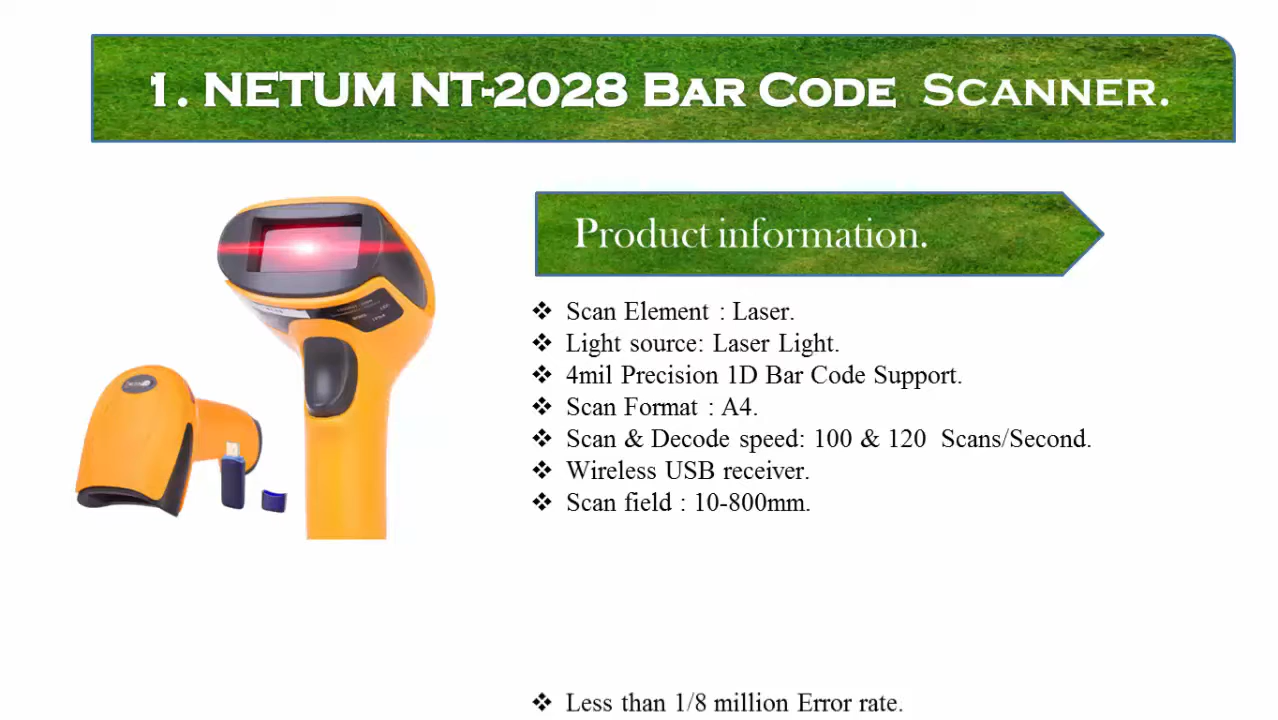 1. NETUM NT-2028 BAR CODE SCANNER.
Product information.
❖ Scan Element : Laser.
❖ Light source: Laser Light.
❖ 4mil Precision 1D Bar Code Support.
❖ Scan Format : A4.
❖ Scan & Decode speed: 100 & 120 Scans/Second.
❖ Wireless USB receiver.
❖ Scan field : 10-800mm.
❖ Less than 1/8 million Error rate.